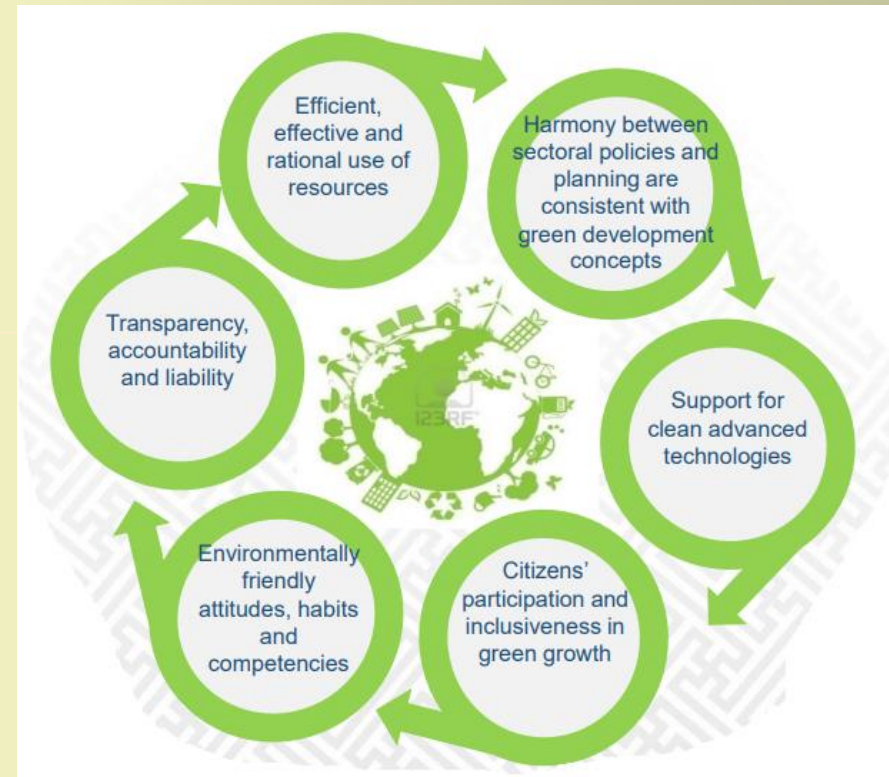 Efficient,
effective and
rational use of
resources
Harmony between
sectoral policies and
planning are
consistent with
green development
concepts
Support for
clean advanced
technologies
Citizens’
participation and
inclusiveness in
green growth
Environmentally
friendly
attitudes, habits
and
competencies
Transparency,
accountability
and liability
123RF